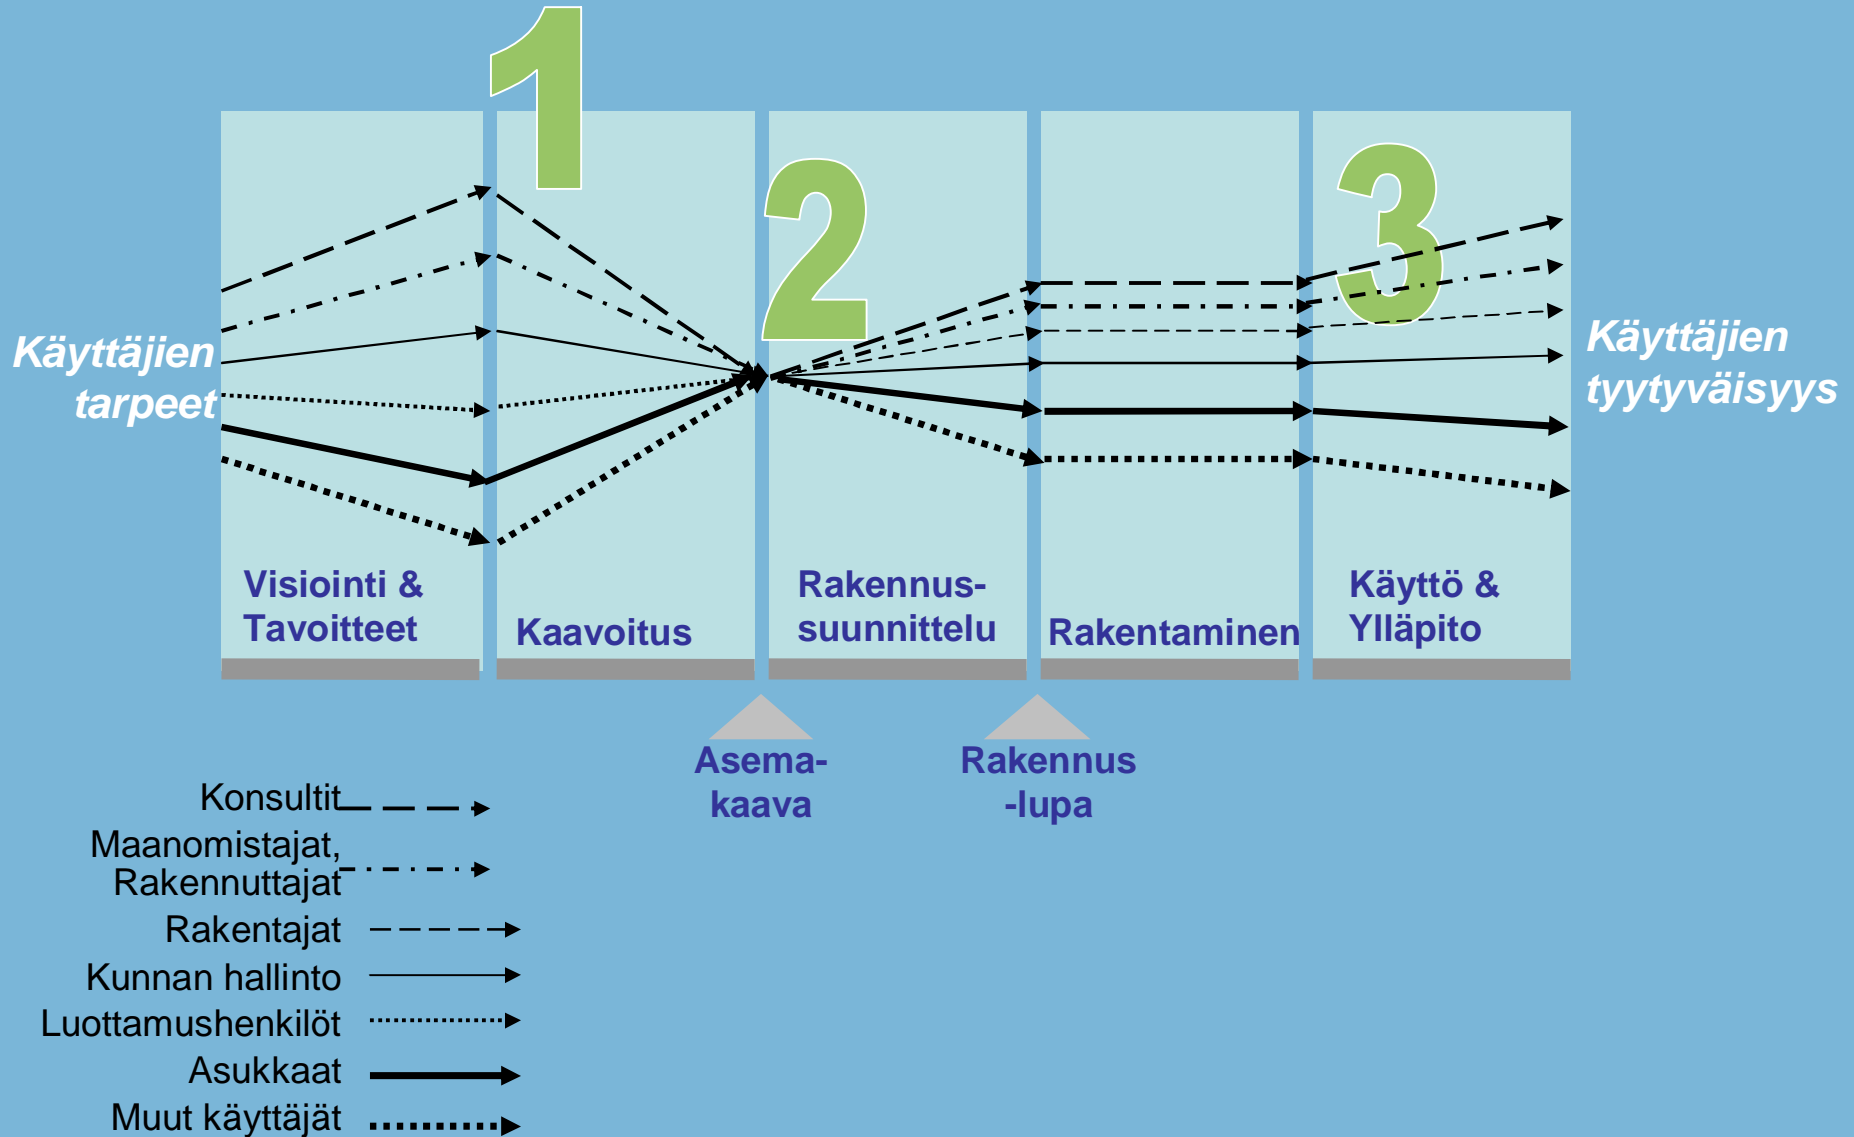 1
2
3
Käyttäjien
tarpeet
Käyttäjien
tyytyväisyys
Visiointi &
Tavoitteet
Kaavoitus
Rakennus-
suunnittelu
Rakentaminen
Käyttö &
Ylläpito
Asema-
kaava
Rakennus
-lupa
Konsultit
Maanomistajat,
Rakennuttajat
Rakentajat
Kunnan hallinto
Luottamushenkilöt
Asukkaat
Muut käyttäjät